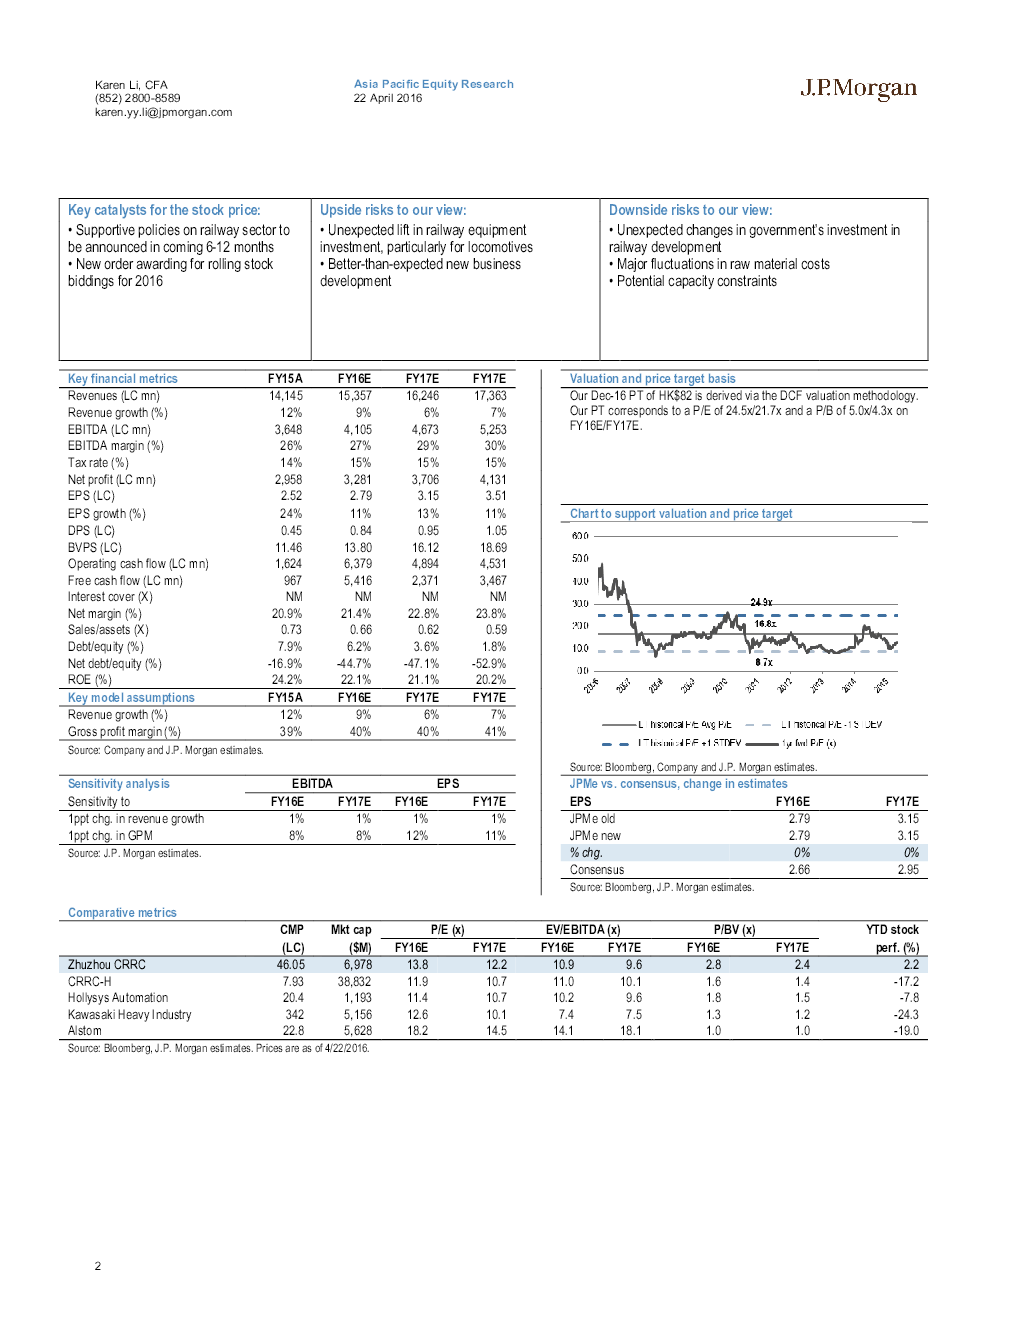 Karen Li, CFA
(852) 2800-8589
karen.yy.li@jpmorgan.com
Asia Pacific Equity Research
22 April 2016
J.P.Morgan
Key catalysts for the stock price:
• Supportive policies on railway sector to
be announced in coming 6-12 months
• New order awarding for rolling stock
biddings for 2016
Upside risks to our view:
• Unexpected lift in railway equipment
investment, particularly for locomotives
• Better-than-expected new business
development
Downside risks to our view:
• Unexpected changes in government's investment in
railway development
• Major fluctuations in raw material costs
• Potential capacity constraints
Key financial metrics FY15A FY16E FY17E FY17E
Revenues (LC mn) 14,145 15,357 16,246 17,363
Revenue growth (%) 12% 9% 6% 7%
EBITDA (LC mn) 3,648 4,105 4,673 5,253
EBITDA margin (%) 26% 27% 29% 30%
Tax rate (%) 14% 15% 15% 15%
Net profit (LC mn) 2,958 3,281 3,706 4,131
EPS (LC) 2.52 2.79 3.15 3.51
EPS growth (%) 24% 11% 13% 11%
DPS (LC) 0.45 0.84 0.95 1.05
BVPS (LC) 11.46 13.80 16.12 18.69
Operating cash flow (LC mn) 1,624 6,379 4,894 4,531
Free cash flow (LC mn) 967 5,416 2,371 3,467
Interest cover (X) NM NM NM NM
Net margin (%) 20.9% 21.4% 22.8% 23.8%
Sales/assets (X) 0.73 0.66 0.62 0.59
Debt/equity (%) 7.9% 6.2% 3.6% 1.8%
Net debt/equity (%) -16.9% -44.7% -47.1% -52.9%
ROE (%) 24.2% 22.1% 21.1% 20.2%
Key model assumptions FY15A FY16E FY17E FY17E
Revenue growth (%) 12% 9% 6% 7%
Gross profit margin (%) 39% 40% 40% 41%
Source: Company and J.P. Morgan estimates.
Valuation and price target basis
Our Dec-16 PT of HK$82 is derived via the DCF valuation methodology.
Our PT corresponds to a P/E of 24.5x/21.7x and a P/B of 5.0x/4.3x on
FY16E/FY17E.
Chart to support valuation and price target
60.0
50.0
40.0
30.0
20.0
10.0
0.0
24.9x
16.8x
8.7x
2006 2007 2008 2009 2010 2011 2012 2013 2014 2015
LT historical P/E Avg P/E LT historical P/E -1 STDEV
LT historical P/E +1 STDEV 1yr fwd P/E (x)
Source: Bloomberg, Company and J.P. Morgan estimates.
Sensitivity analysis EBITDA EPS
Sensitivity to FY16E FY17E FY16E FY17E
1ppt chg. in revenue growth 1% 1% 1% 1%
1ppt chg. in GPM 8% 8% 12% 11%
Source: J.P. Morgan estimates.
JPMe vs. consensus, change in estimates
EPS FY16E FY17E
JPMe old 2.79 3.15
JPMe new 2.79 3.15
% chg. 0% 0%
Consensus 2.66 2.95
Source: Bloomberg, J.P. Morgan estimates.
Comparative metrics
CMP Mkt cap P/E (x) EV/EBITDA (x) P/BV (x) YTD stock
(LC) ($M) FY16E FY17E FY16E FY17E FY16E FY17E perf. (%)
Zhuzhou CRRC 46.05 6,978 13.8 12.2 10.9 9.6 2.8 2.4 2.2
CRRC-H 7.93 38,832 11.9 10.7 11.0 10.1 1.6 1.4 -17.2
Hollysys Automation 20.4 1,193 11.4 10.7 10.2 9.6 1.8 1.5 -7.8
Kawasaki Heavy Industry 342 5,156 12.6 10.1 7.4 7.5 1.3 1.2 -24.3
Alstom 22.8 5,628 18.2 14.5 14.1 18.1 1.0 1.0 -19.0
Source: Bloomberg, J.P. Morgan estimates. Prices are as of 4/22/2016.
2